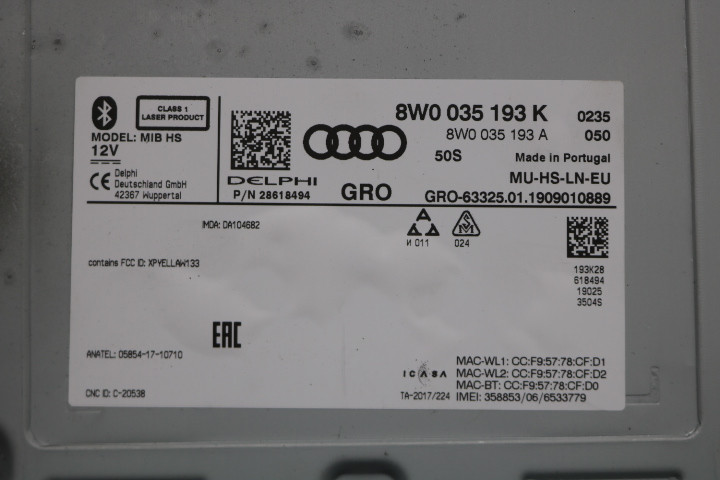 CLASS 1
LASER PRODUCT
MODEL: MIB HS
12V
Delphi
Deutschland GmbH
42367 Wuppertal
CE
DELPHI
P/N 28618494
GRO
8W0 035 193 K 0235
8W0 035 193 A 050
50S Made in Portugal
MU-HS-LN-EU
GRO-63325.01.1909010889
IMDA: DA104682
И 011
024
contains FCC ID: XPYELLAW133
193K28
618494
19025
3504S
EAC
ANATEL: 05854-17-10710
CNC ID: C-20538
ICASA
TA-2017/224
MAC-WL1: CC:F9:57:78:CF:D1
MAC-WL2: CC:F9:57:78:CF:D2
MAC-BT: CC:F9:57:78:CF:D0
IMEI: 358853/06/6533779